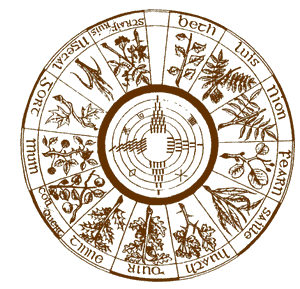 beth
luis
nion
fearn
saille
huath
duir
tinne
coll
quert
muin
gort
ngetal
straif, ruis